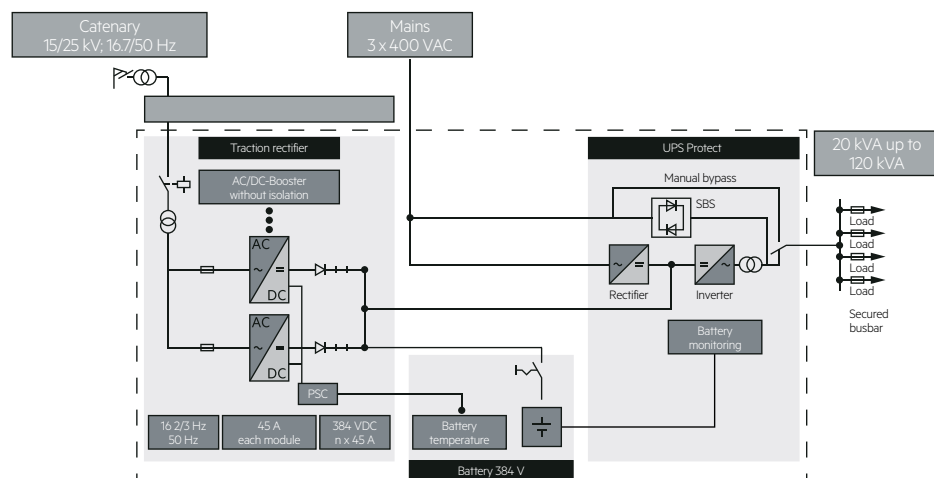 Catenary
15/25 kV; 16.7/50 Hz
Mains
3 x 400 VAC
Traction rectifier
AC/DC-Booster
without isolation
AC
DC
AC
DC
PSC
16 2/3 Hz
50 Hz
45 A
each module
384 VDC
n x 45 A
Battery
temperature
Battery 384 V
UPS Protect
Manual bypass
SBS
Rectifier
Inverter
Battery
monitoring
20 kVA up to
120 kVA
Load
Load
Load
Load
Secured
busbar